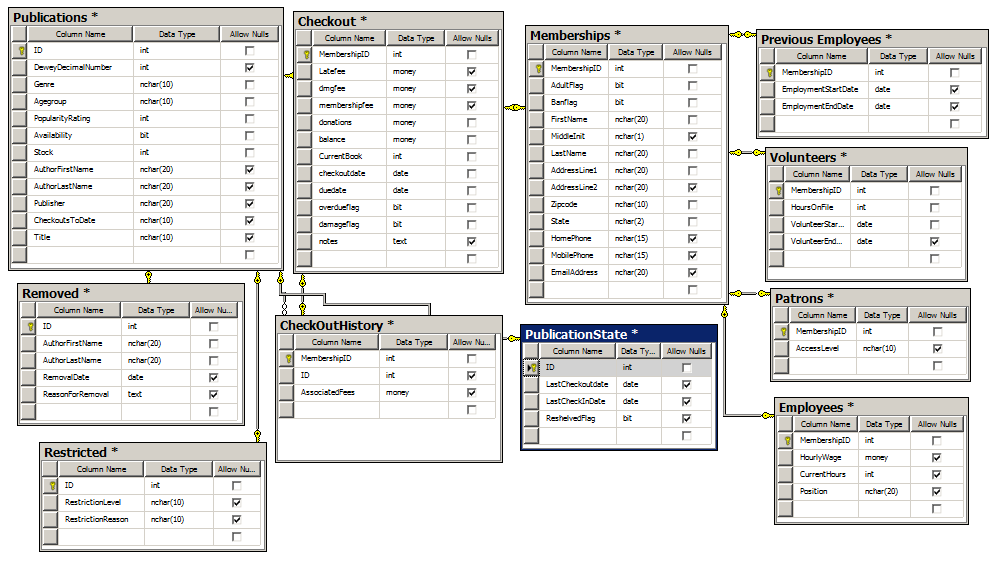 Publications *
Column Name Data Type Allow Nulls
ID int
DeweyDecimalNumber int
Genre nchar(10)
Agegroup nchar(10)
PopularityRating int
Availability bit
Stock int
AuthorFirstName nchar(20)
AuthorLastName nchar(20)
Publisher nchar(20)
CheckoutsToDate nchar(10)
Title nchar(10)
Checkout *
Column Name Data Type Allow Nulls
MembershipID int
Latefee money
dmgfee money
membershipfee money
donations money
balance money
CurrentBook int
checkoutdate date
duedate date
overdueflag bit
damageflag bit
notes text
Memberships *
Column Name Data Type Allow Nulls
MembershipID int
AdultFlag bit
Banflag bit
FirstName nchar(20)
MiddleInit nchar(1)
LastName nchar(20)
AddressLine1 nchar(20)
AddressLine2 nchar(20)
Zipcode nchar(10)
State nchar(2)
HomePhone nchar(15)
MobilePhone nchar(15)
EmailAddress nchar(20)
Previous Employees *
Column Name Data Type Allow Nulls
MembershipID int
EmploymentStartDate date
EmploymentEndDate date
Volunteers *
Column Name Data Type Allow Nulls
MembershipID int
HoursOnFile int
VolunteerStar... date
VolunteerEnd... date
Removed *
Column Name Data Type Allow Nu...
ID int
AuthorFirstName nchar(20)
AuthorLastName nchar(20)
RemovalDate date
ReasonForRemoval text
CheckOutHistory *
Column Name Data Type Allow Nu...
MembershipID int
ID int
AssociatedFees money
PublicationState *
Column Name Data Ty... Allow Nulls
ID int
LastCheckoutdate date
LastCheckInDate date
ReshelvedFlag bit
Patrons *
Column Name Data Type Allow Nulls
MembershipID int
AccessLevel nchar(10)
Restricted *
Column Name Data Type Allow Nu...
ID int
RestrictionLevel nchar(10)
RestrictionReason nchar(10)
Employees *
Column Name Data Type Allow Nulls
MembershipID int
HourlyWage money
CurrentHours int
Position nchar(20)